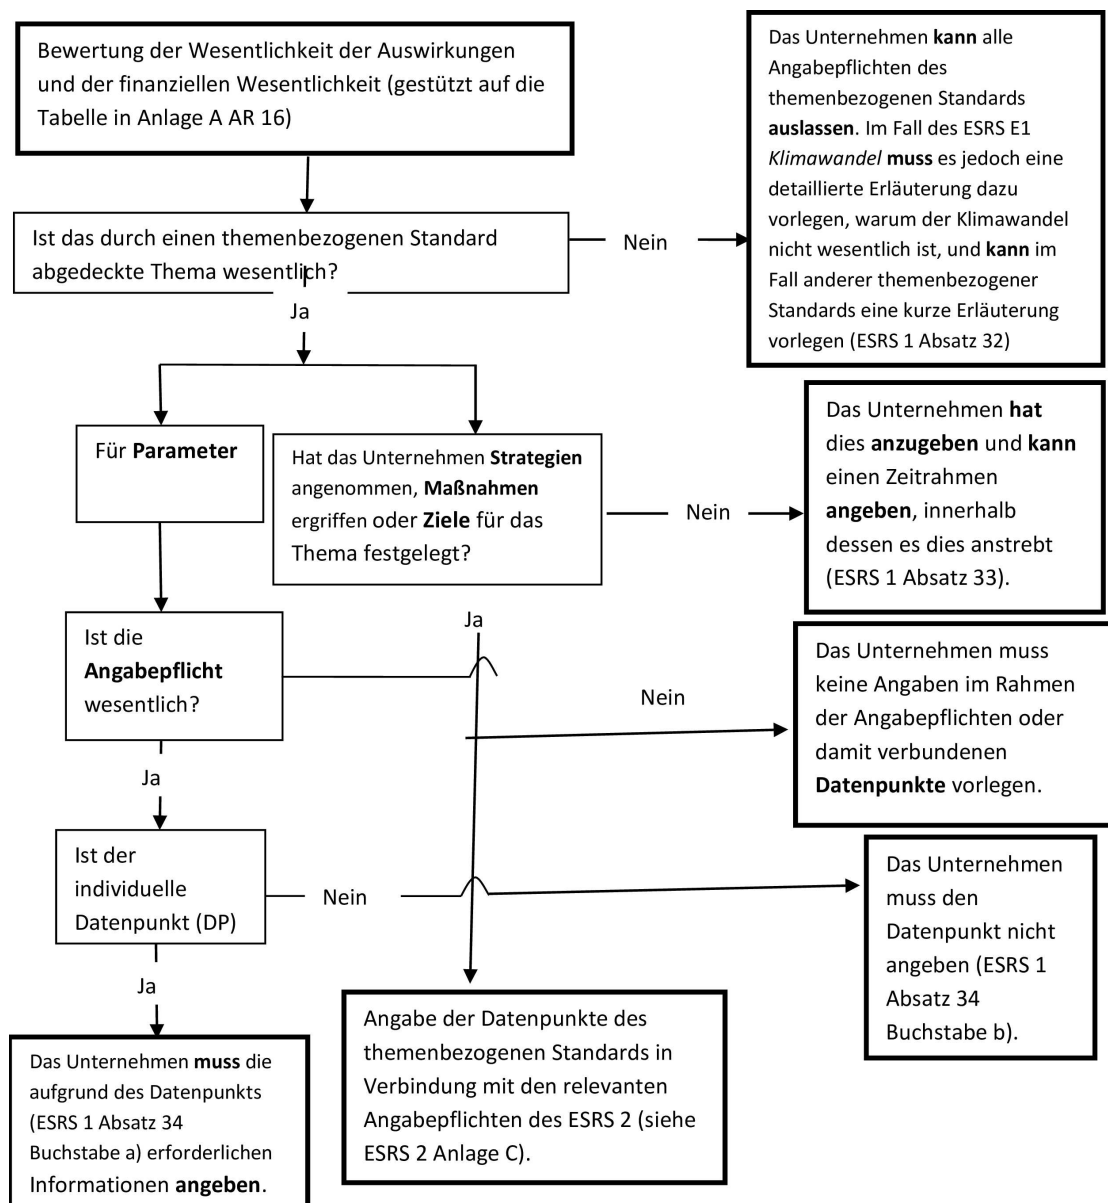 Bewertung der Wesentlichkeit der Auswirkungen
und der finanziellen Wesentlichkeit (gestützt auf die
Tabelle in Anlage A AR 16)
Das Unternehmen kann alle
Angabepflichten des
themenbezogenen Standards
auslassen. Im Fall des ESRS E1
Klimawandel muss es jedoch eine
detaillierte Erläuterung dazu
vorlegen, warum der Klimawandel
nicht wesentlich ist, und kann im
Fall anderer themenbezogener
Standards eine kurze Erläuterung
vorlegen (ESRS 1 Absatz 32)
Ist das durch einen themenbezogenen Standard
abgedeckte Thema wesentlich?
Nein
Ja
Für Parameter
Hat das Unternehmen Strategien
angenommen, Maßnahmen
ergriffen oder Ziele für das
Thema festgelegt?
Nein
Das Unternehmen hat
dies anzugeben und kann
einen Zeitrahmen
angeben, innerhalb
dessen es dies anstrebt
(ESRS 1 Absatz 33).
Ist die
Angabepflicht
wesentlich?
Ja
Nein
Das Unternehmen muss
keine Angaben im Rahmen
der Angabepflichten oder
damit verbundenen
Datenpunkte vorlegen.
Ja
Ist der
individuelle
Datenpunkt (DP)
Nein
Das Unternehmen
muss den
Datenpunkt nicht
angeben (ESRS 1
Absatz 34
Buchstabe b).
Ja
Das Unternehmen muss die
aufgrund des Datenpunkts
(ESRS 1 Absatz 34
Buchstabe a) erforderlichen
Informationen angeben.
Angabe der Datenpunkte des
themenbezogenen Standards in
Verbindung mit den relevanten
Angabepflichten des ESRS 2 (siehe
ESRS 2 Anlage C).